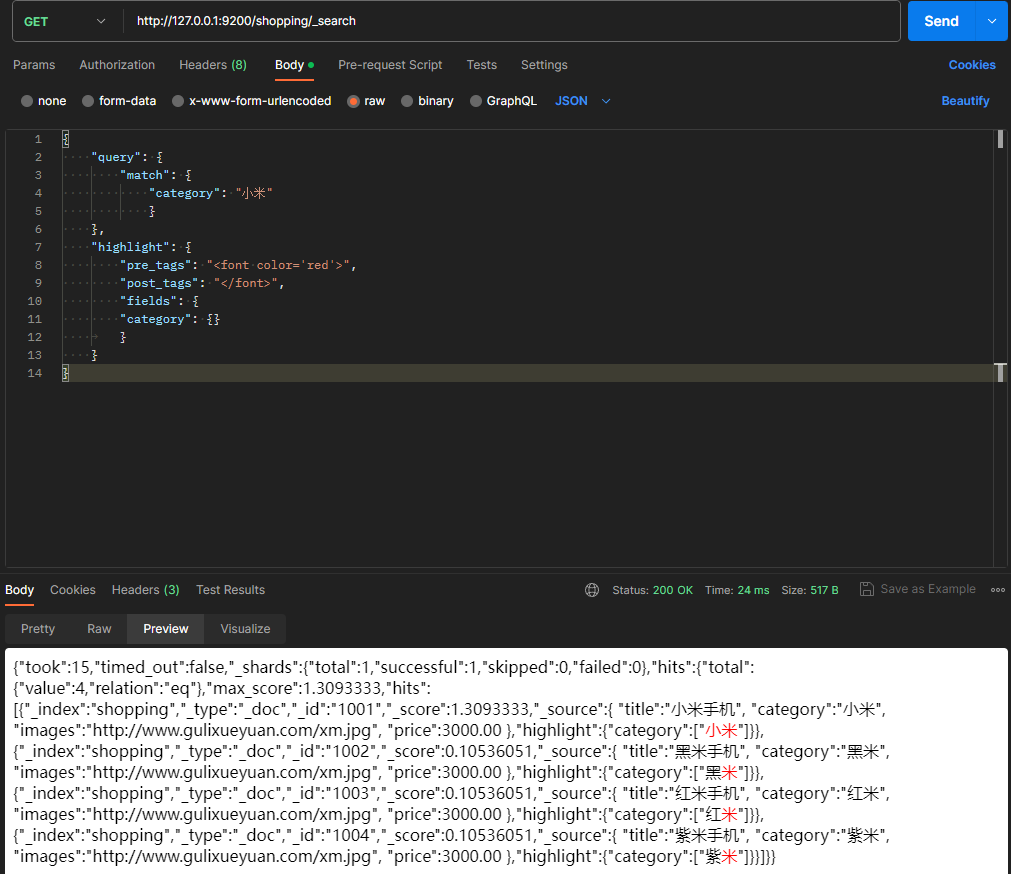 GET http://127.0.0.1:9200/shopping/_search Send
Params Authorization Headers (8) Body Pre-request Script Tests Settings Cookies
none form-data x-www-form-urlencoded raw binary GraphQL JSON Beautify
1 {
2 "query": {
3 "match": {
4 "category": "小米"
5 }
6 },
7 "highlight": {
8 "pre_tags": "<font color='red'>",
9 "post_tags": "</font>",
10 "fields": {
11 "category": {}
12 }
13 }
14 }
Body Cookies Headers (3) Test Results Status: 200 OK Time: 24 ms Size: 517 B Save as Example
Pretty Raw Preview Visualize
{"took":15,"timed_out":false,"_shards":{"total":1,"successful":1,"skipped":0,"failed":0},"hits":{"total":
{"value":4,"relation":"eq"},"max_score":1.3093333,"hits":
[{"_index":"shopping","_type":"_doc","_id":"1001","_score":1.3093333,"_source":{ "title":"小米手机", "category":"小米",
"images":"http://www.gulixueyuan.com/xm.jpg", "price":3000.00 },"highlight":{"category":["小米"]}},
{"_index":"shopping","_type":"_doc","_id":"1002","_score":0.10536051,"_source":{ "title":"黑米手机", "category":"黑米",
"images":"http://www.gulixueyuan.com/xm.jpg", "price":3000.00 },"highlight":{"category":["黑米"]}},
{"_index":"shopping","_type":"_doc","_id":"1003","_score":0.10536051,"_source":{ "title":"红米手机", "category":"红米",
"images":"http://www.gulixueyuan.com/xm.jpg", "price":3000.00 },"highlight":{"category":["红米"]}},
{"_index":"shopping","_type":"_doc","_id":"1004","_score":0.10536051,"_source":{ "title":"紫米手机", "category":"紫米",
"images":"http://www.gulixueyuan.com/xm.jpg", "price":3000.00 },"highlight":{"category":["紫米"]}}]}}